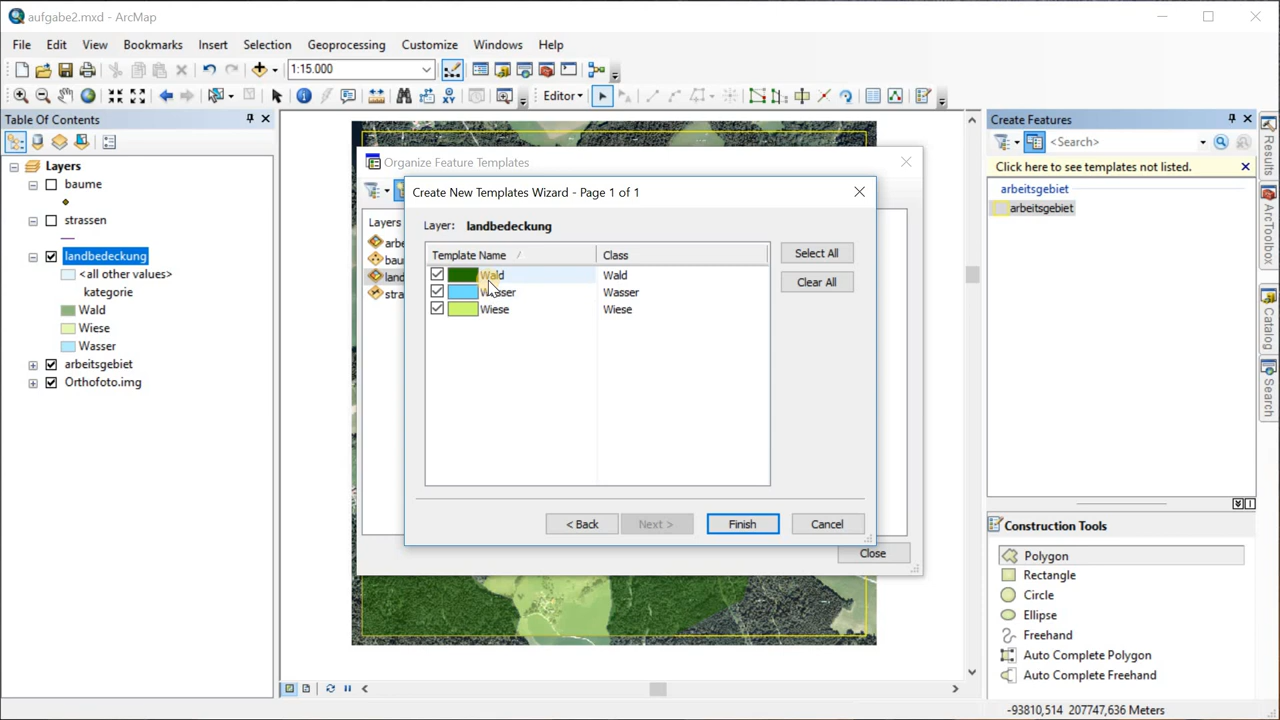 aufgabe2.mxd - ArcMap
File Edit View Bookmarks Insert Selection Geoprocessing Customize Windows Help
1:15.000
Editor
Table Of Contents
Layers
baume
strassen
landbedeckung
<all other values>
kategorie
Wald
Wiese
Wasser
arbeitsgebiet
Orthofoto.img
Organize Feature Templates
Layers
Create New Templates Wizard - Page 1 of 1
Layer: landbedeckung
Template Name Class
Wald Wald
Wasser Wasser
Wiese Wiese
Select All
Clear All
< Back Next > Finish Cancel
Close
Create Features
<Search>
Click here to see templates not listed.
arbeitsgebiet
arbeitsgebiet
Construction Tools
Polygon
Rectangle
Circle
Ellipse
Freehand
Auto Complete Polygon
Auto Complete Freehand
Results
ArcToolbox
Catalog
Search
-93810,514 207747,636 Meters